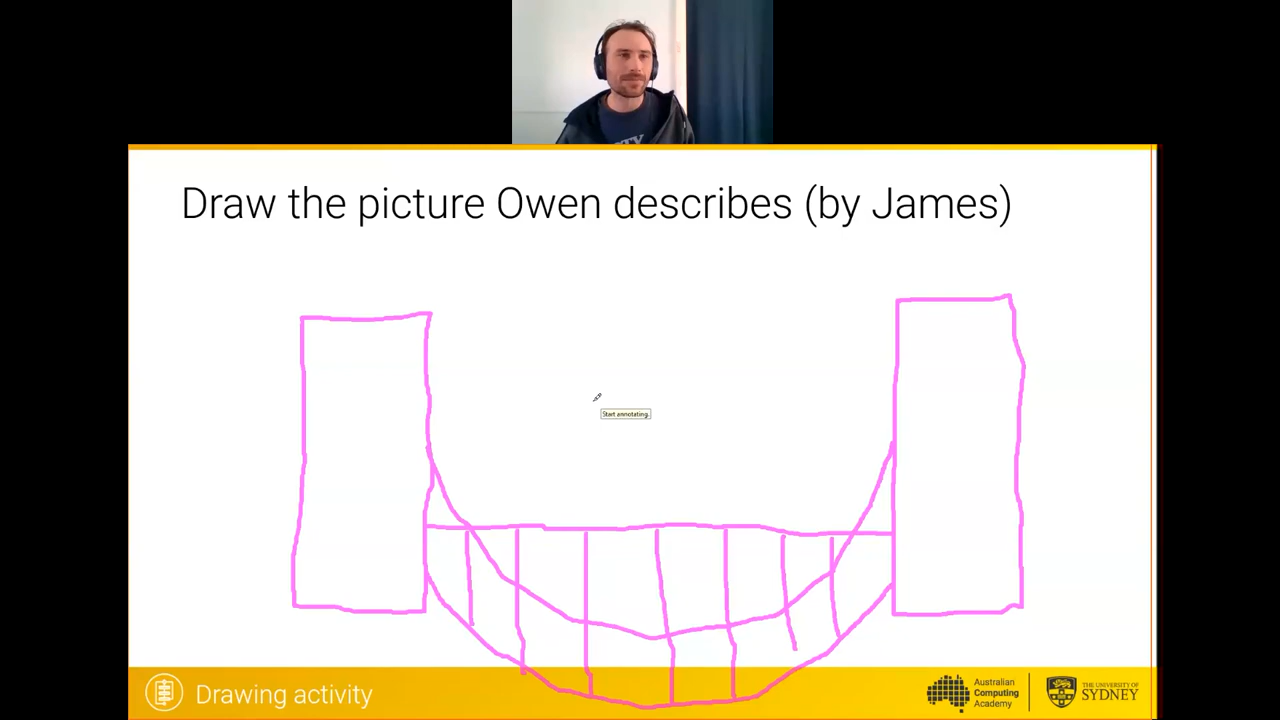 Draw the picture Owen describes (by James)
Start annotating.
Drawing activity
Australian
Computing
Academy
THE UNIVERSITY OF
SYDNEY